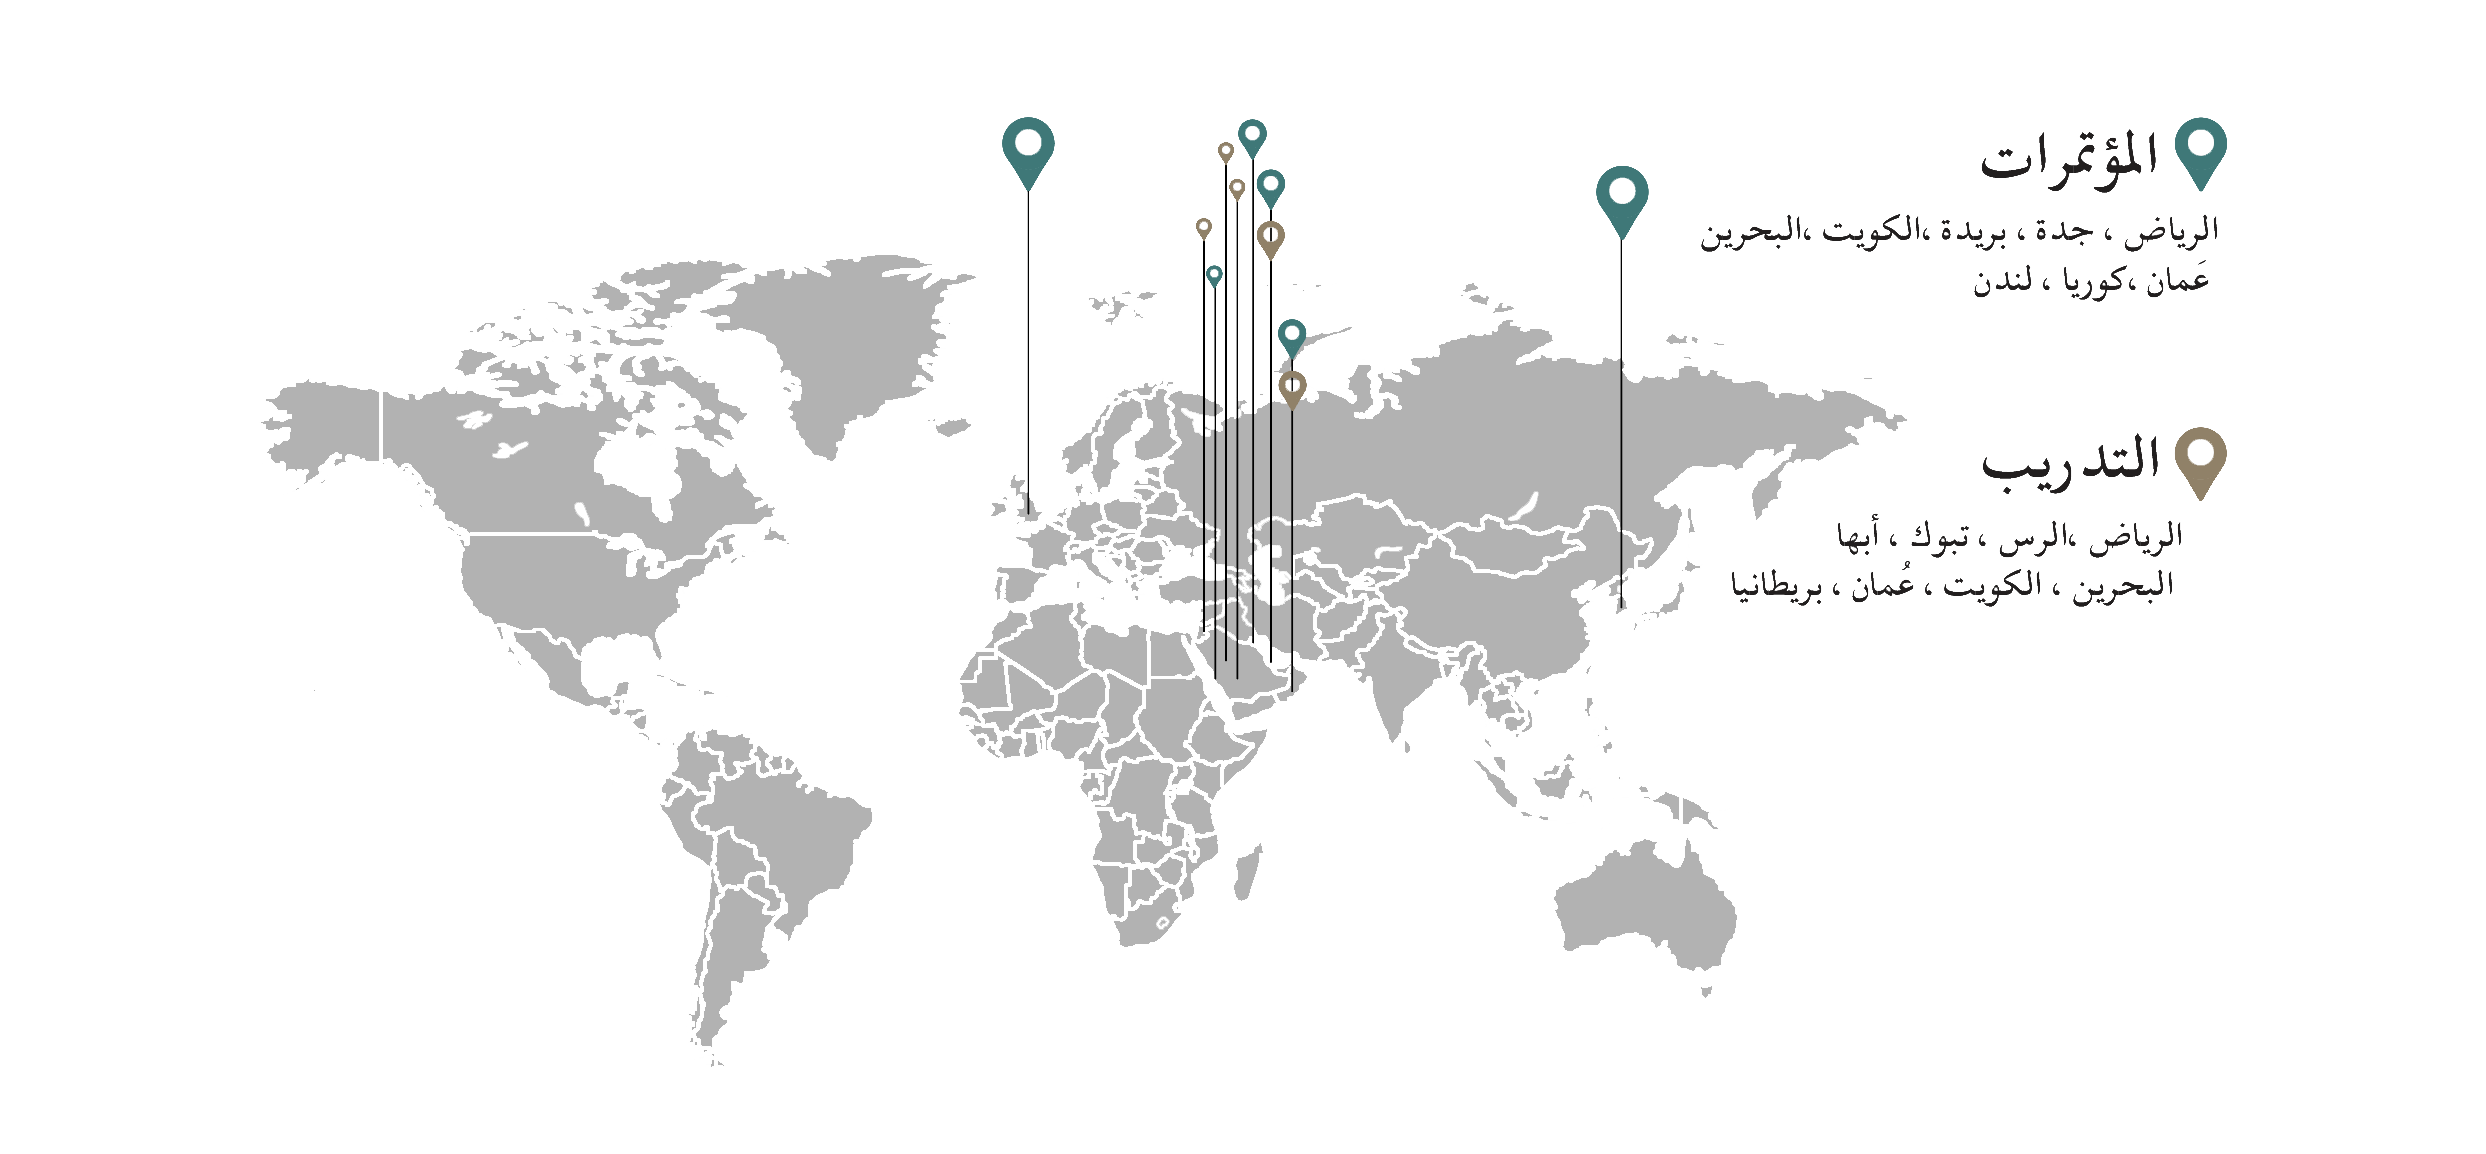 المؤتمرات
الرياض ، جدة ، بريدة ،الكويت ،البحرين
عَمان ،كوريا ، لندن
التدريب
الرياض ،الرس ، تبوك ، أبها
البحرين ، الكويت ، عُمان ، بريطانيا